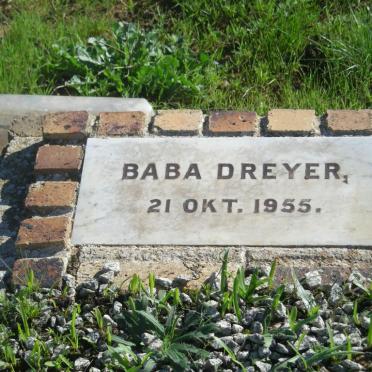 BABA DREYER,
21 OKT. 1955.